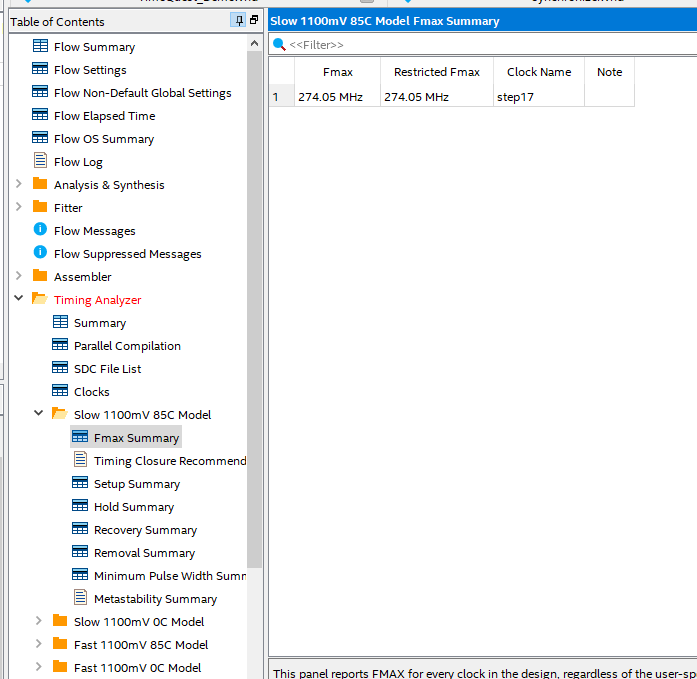 Table of Contents
Flow Summary
Flow Settings
Flow Non-Default Global Settings
Flow Elapsed Time
Flow OS Summary
Flow Log
Analysis & Synthesis
Fitter
Flow Messages
Flow Suppressed Messages
Assembler
Timing Analyzer
Summary
Parallel Compilation
SDC File List
Clocks
Slow 1100mV 85C Model
Fmax Summary
Timing Closure Recommend
Setup Summary
Hold Summary
Recovery Summary
Removal Summary
Minimum Pulse Width Summ
Metastability Summary
Slow 1100mV 0C Model
Fast 1100mV 85C Model
Fast 1100mV 0C Model
Slow 1100mV 85C Model Fmax Summary
<<Filter>>
Fmax Restricted Fmax Clock Name Note
1 274.05 MHz 274.05 MHz step17
This panel reports FMAX for every clock in the design, regardless of the user-sp